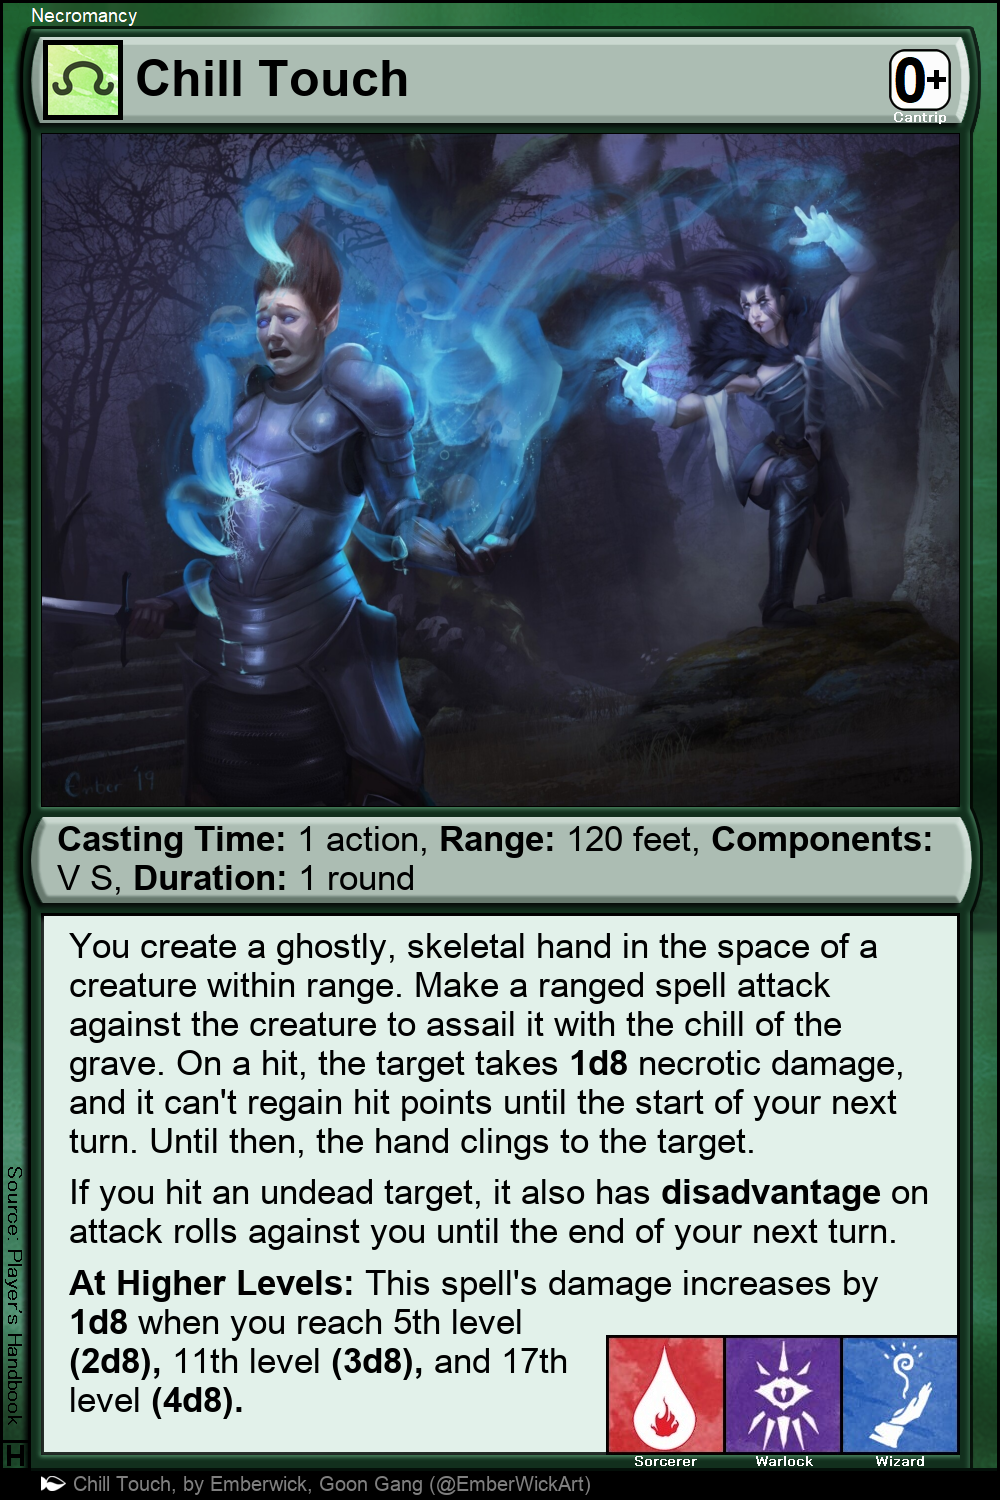 Necromancy
Chill Touch
0+
Cantrip
Ember '19
Casting Time: 1 action, Range: 120 feet, Components:
V S, Duration: 1 round
You create a ghostly, skeletal hand in the space of a
creature within range. Make a ranged spell attack
against the creature to assail it with the chill of the
grave. On a hit, the target takes 1d8 necrotic damage,
and it can't regain hit points until the start of your next
turn. Until then, the hand clings to the target.
If you hit an undead target, it also has disadvantage on
attack rolls against you until the end of your next turn.
At Higher Levels: This spell's damage increases by
1d8 when you reach 5th level
(2d8), 11th level (3d8), and 17th
level (4d8).
Sorcerer
Warlock
Wizard
Source: Player's Handbook
H
Chill Touch, by Emberwick, Goon Gang (@EmberWickArt)